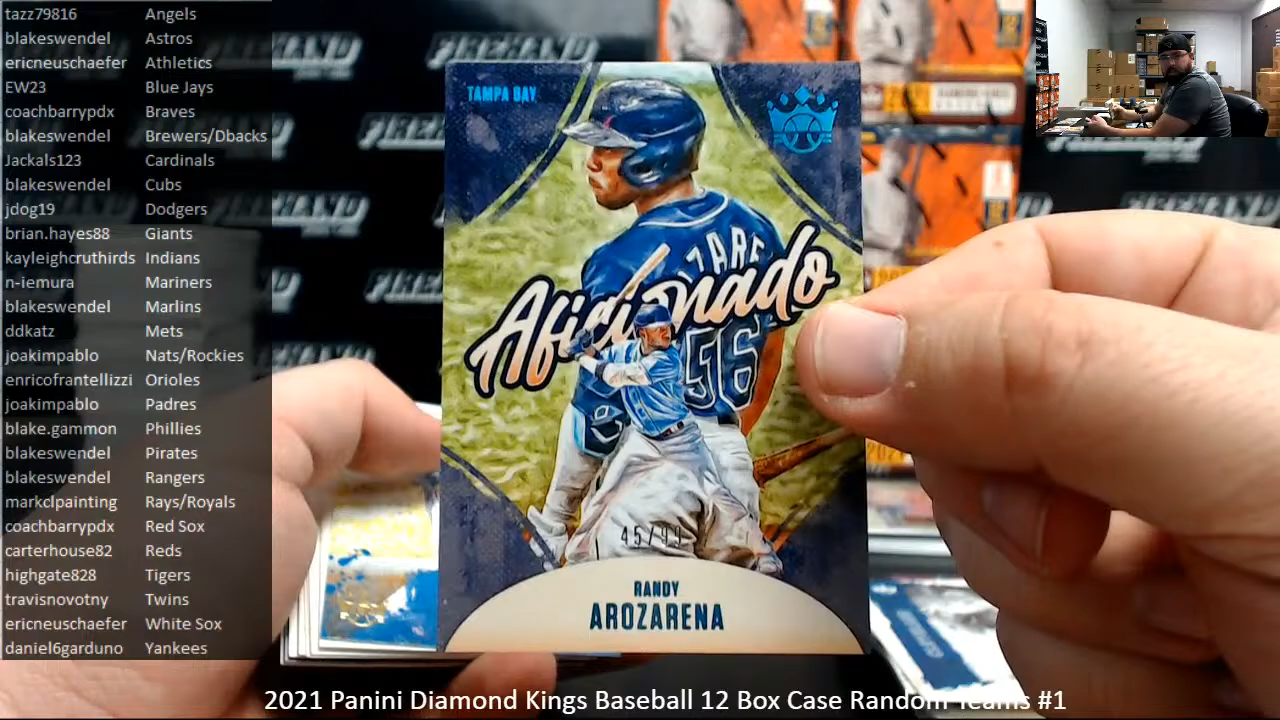 tazz79816 Angels
blakeswendel Astros
ericneuschaefer Athletics
EW23 Blue Jays
coachbarrypdx Braves
blakeswendel Brewers/Dbacks
Jackals123 Cardinals
blakeswendel Cubs
jdog19 Dodgers
brian.hayes88 Giants
kayleighcruthirds Indians
n-iemura Mariners
blakeswendel Marlins
ddkatz Mets
joakimpablo Nats/Rockies
enricofrantellizzi Orioles
joakimpablo Padres
blake.gammon Phillies
blakeswendel Pirates
blakeswendel Rangers
markclpainting Rays/Royals
coachbarrypdx Red Sox
carterhouse82 Reds
highgate828 Tigers
travisnovotny Twins
ericneuschaefer White Sox
daniel6garduno Yankees
FIREHAND
TAMPA BAY
Aficionado
56
45/99
RANDY
AROZARENA
2021 Panini Diamond Kings Baseball 12 Box Case Random Teams #1